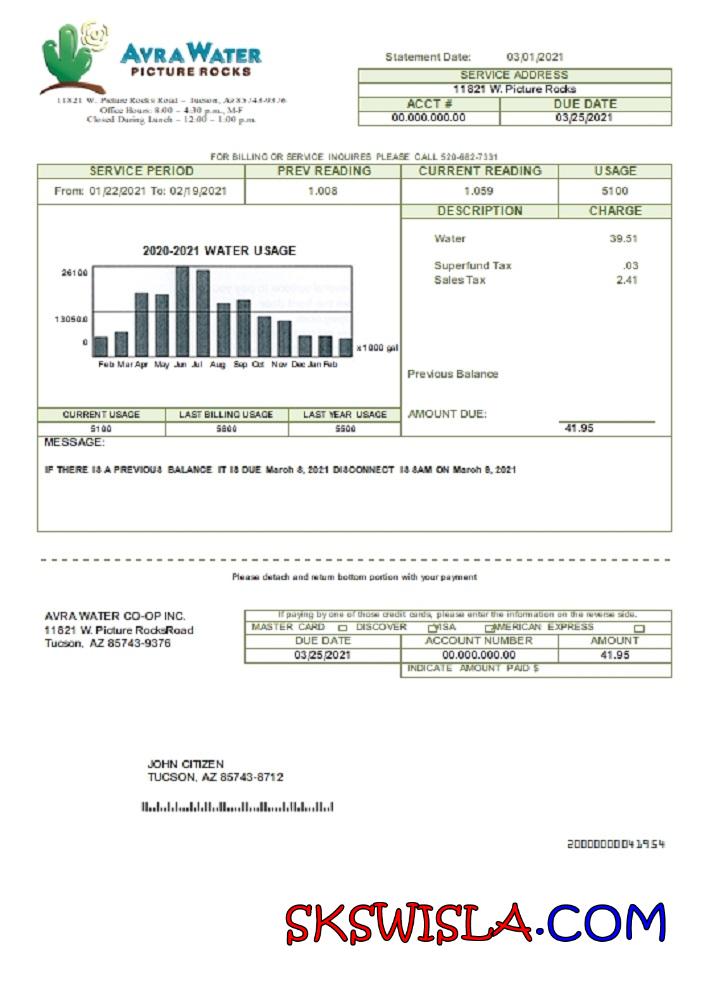 AVRA WATER
PICTURE ROCKS
11821 W. Picture Rocks Road – Tucson, Az 85743-9376
Office Hours: 8:00 – 4:30 p.m., M-F
Closed During Lunch – 12:00 – 1:00 p.m.
Statement Date: 03/01/2021
SERVICE ADDRESS
11821 W. Picture Rocks
ACCT # DUE DATE
00.000.000.00 03/25/2021
FOR BILLING OR SERVICE INQUIRES PLEASE CALL 520-682-7331
SERVICE PERIOD PREV READING CURRENT READING USAGE
From: 01/22/2021 To: 02/19/2021 1.008 1.059 5100
DESCRIPTION CHARGE
Water 39.51
Superfund Tax .03
Sales Tax 2.41
2020-2021 WATER USAGE
26100
13050.0
0
x1000 gal
Feb Mar Apr May Jun Jul Aug Sep Oct Nov Dec Jan Feb
Previous Balance
AMOUNT DUE: 41.95
CURRENT USAGE LAST BILLING USAGE LAST YEAR USAGE
5100 5800 5500
MESSAGE:
IF THERE IS A PREVIOUS BALANCE IT IS DUE March 8, 2021 DISCONNECT IS 8AM ON March 9, 2021
Please detach and return bottom portion with your payment
AVRA WATER CO-OP INC.
11821 W. Picture RocksRoad
Tucson, AZ 85743-9376
If paying by one of those credit cards, please enter the information on the reverse side.
MASTER CARD DISCOVER VISA AMERICAN EXPRESS
DUE DATE ACCOUNT NUMBER AMOUNT
03/25/2021 00.000.000.00 41.95
INDICATE AMOUNT PAID $
JOHN CITIZEN
TUCSON, AZ 85743-8712
SKSWISLA.COM